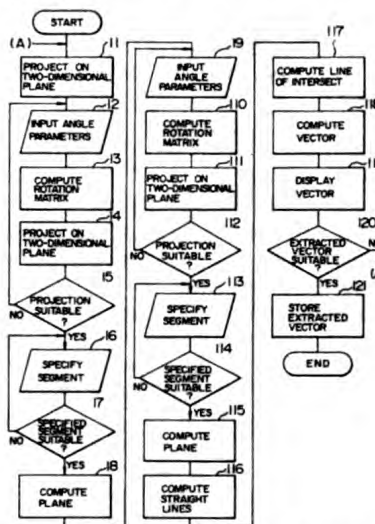 START
(A)
11
PROJECT ON
TWO-DIMENSIONAL
PLANE
12
INPUT ANGLE
PARAMETERS
13
COMPUTE
ROTATION
MATRIX
4
PROJECT ON
TWO-DIMENSIONAL
PLANE
15
PROJECTION
SUITABLE
?
NO
YES
16
SPECIFY
SEGMENT
17
SPECIFIED
SEGMENT
SUITABLE
?
NO
YES
18
COMPUTE
PLANE
19
INPUT
ANGLE
PARAMETERS
110
COMPUTE
ROTATION
MATRIX
111
PROJECT ON
TWO-DIMENSIONAL
PLANE
112
PROJECTION
SUITABLE
?
NO
YES
113
SPECIFY
SEGMENT
114
SPECIFIED
SEGMENT
SUITABLE
?
NO
YES
115
COMPUTE
PLANE
116
COMPUTE
STRAIGHT
LINES
117
COMPUTE LINE
OF INTERSECT
118
COMPUTE
VECTOR
11
DISPLAY
VECTOR
120
EXTRACTED
VECTOR
SUITABLE
?
YES
121
STORE
EXTRACTED
VECTOR
END